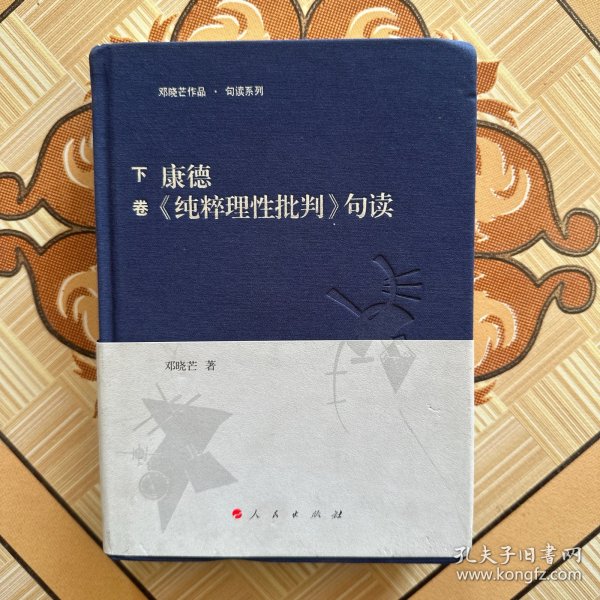 邓晓芒作品·句读系列
下卷
康德
《纯粹理性批判》句读
邓晓芒 著
人民出版社
孔夫子旧书网
www.kongfz.com